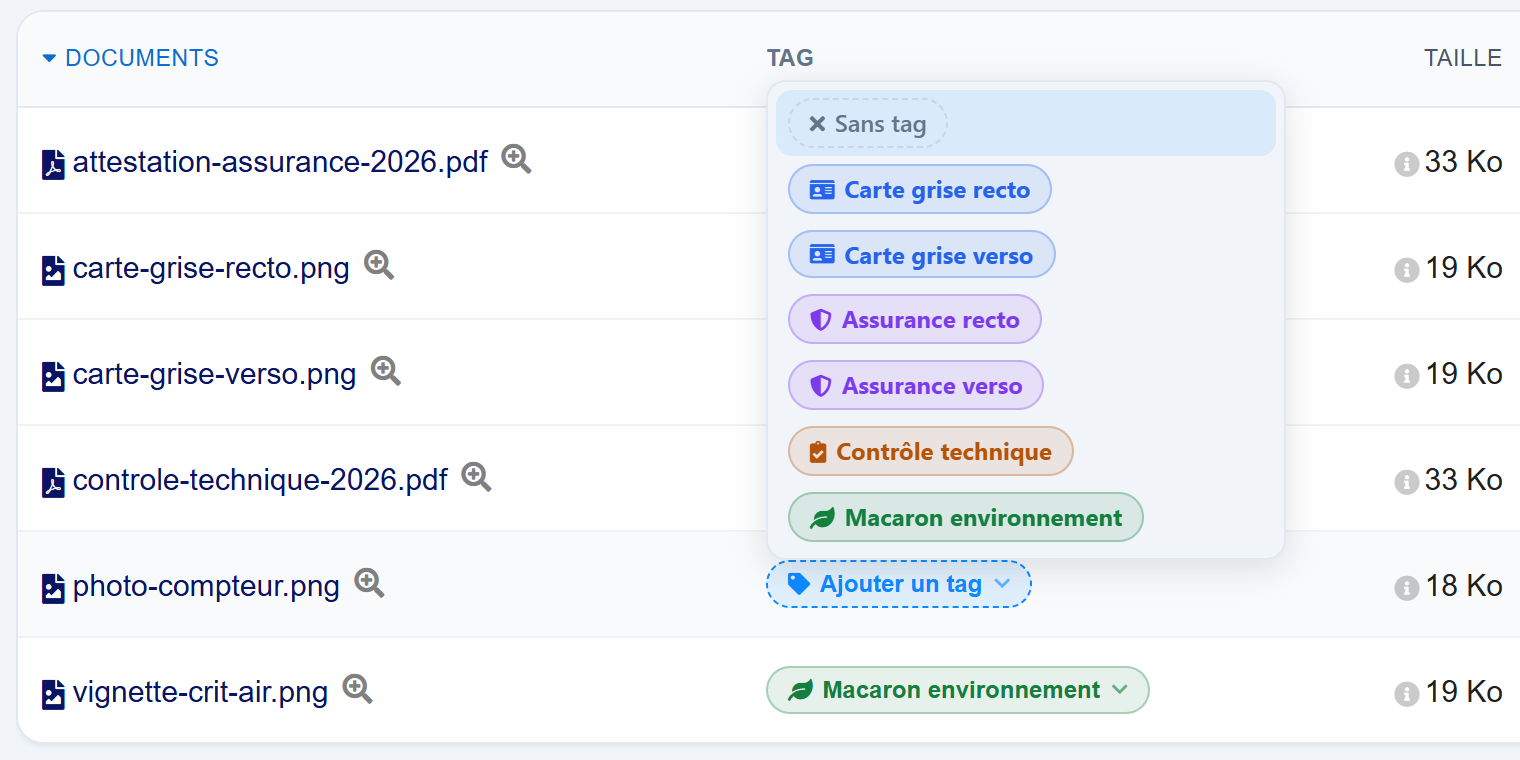 DOCUMENTS TAG TAILLE
Sans tag
attestation-assurance-2026.pdf 33 Ko
Carte grise recto
Carte grise verso
carte-grise-recto.png 19 Ko
Assurance recto
carte-grise-verso.png 19 Ko
Assurance verso
Contrôle technique
controle-technique-2026.pdf 33 Ko
Macaron environnement
photo-compteur.png Ajouter un tag 18 Ko
vignette-crit-air.png Macaron environnement 19 Ko